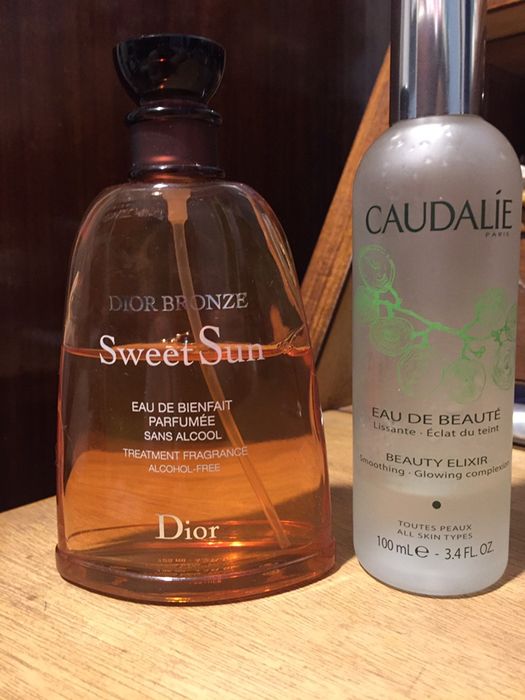 DIOR BRONZE
Sweet Sun
EAU DE BIENFAIT
PARFUMÉE
SANS ALCOOL
TREATMENT FRAGRANCE
ALCOHOL-FREE
Dior
CAUDALÍE
PARIS
EAU DE BEAUTÉ
Lissante - Éclat du teint
BEAUTY ELIXIR
Smoothing - Glowing complexion
TOUTES PEAUX
ALL SKIN TYPES
100 mL e - 3.4 FL. OZ.